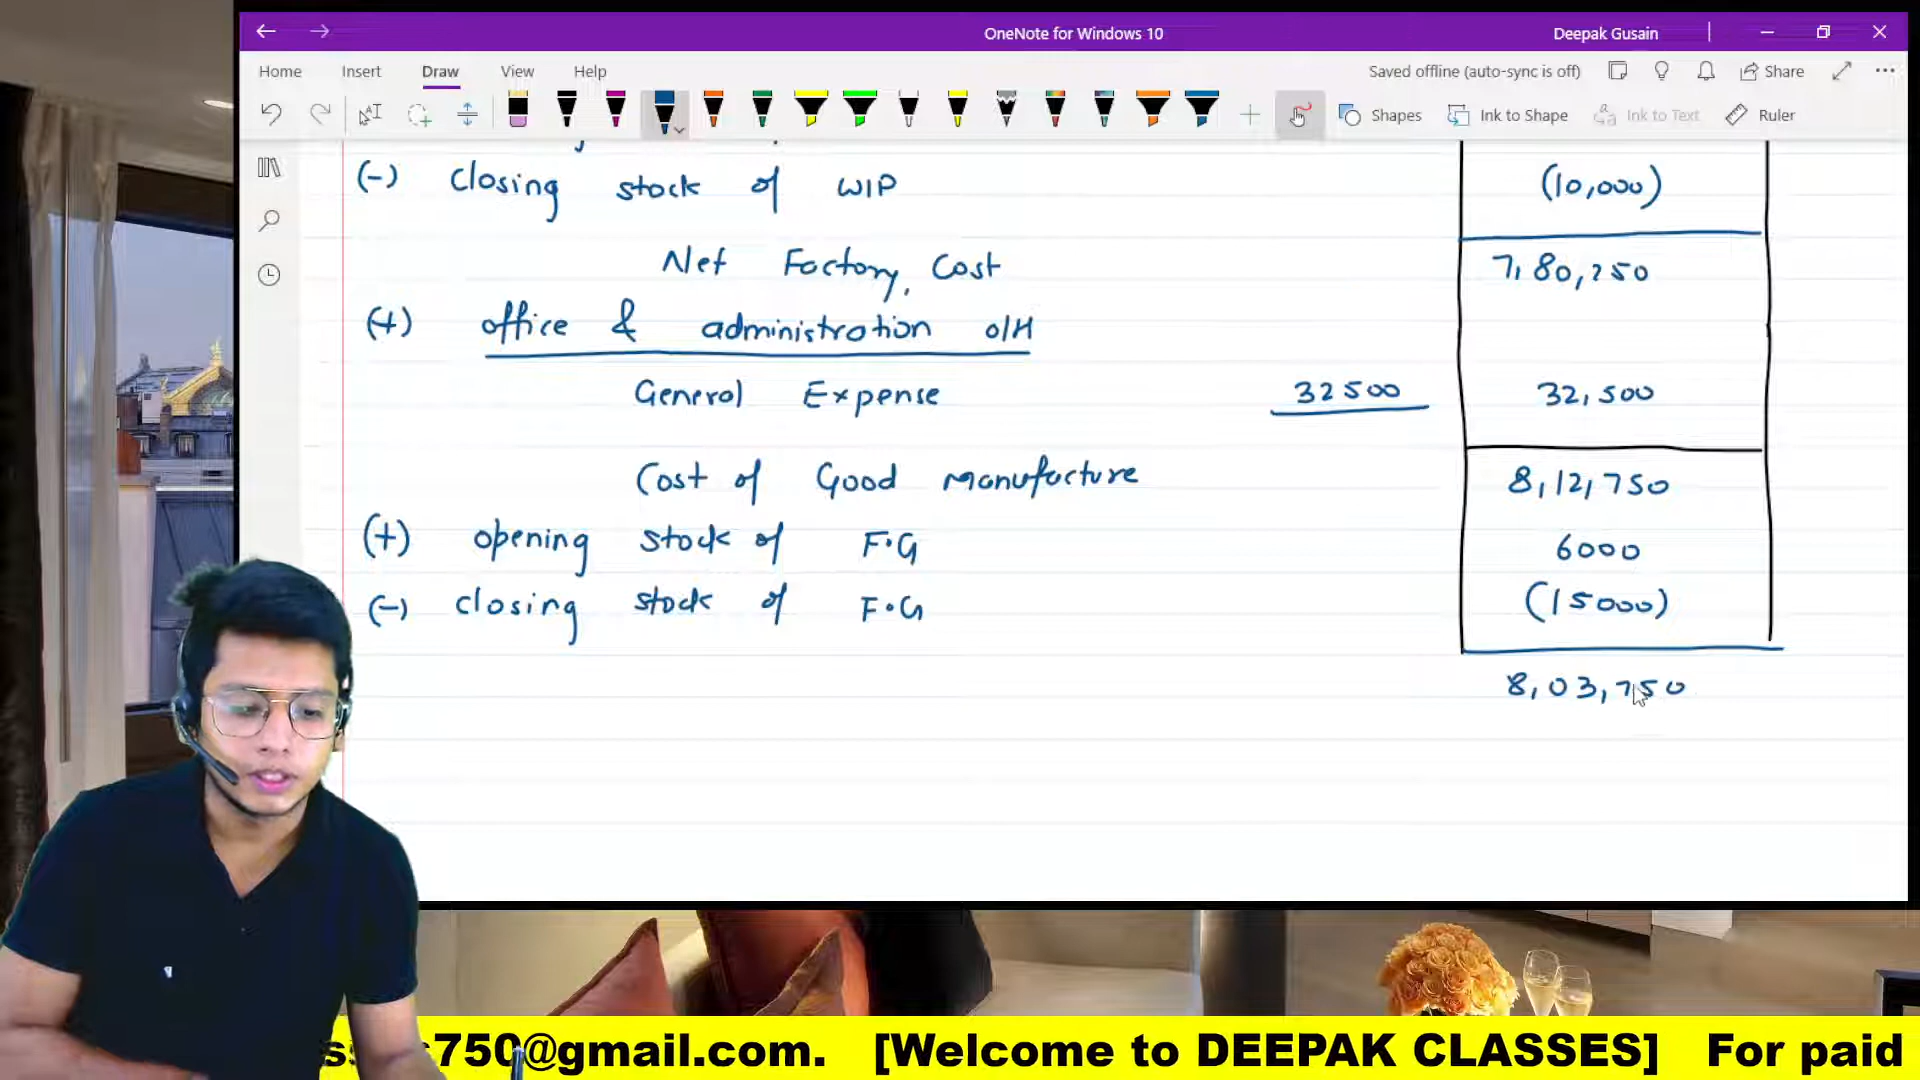 OneNote for Windows 10
Deepak Gusain
Home Insert Draw View Help
Saved offline (auto-sync is off) Share
Shapes Ink to Shape Ink to Text Ruler
(-) closing stock of WIP (10,000)
Net Factory Cost 7,80,250
(+) office & administration o/H
General Expense 32500 32,500
Cost of Good manufacture 8,12,750
(+) opening stock of F.G 6000
(-) closing stock of F.G (15000)
8,03,750
750@gmail.com. [Welcome to DEEPAK CLASSES] For paid